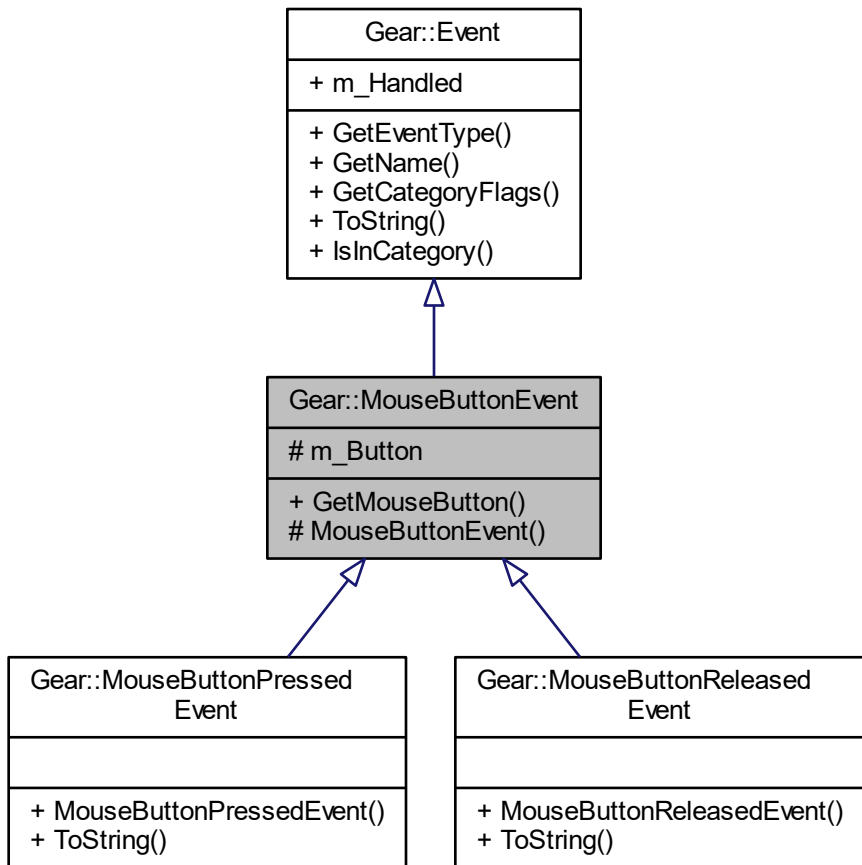 Gear::Event
+ m_Handled
+ GetEventType()
+ GetName()
+ GetCategoryFlags()
+ ToString()
+ IsInCategory()
Gear::MouseButtonEvent
# m_Button
+ GetMouseButton()
# MouseButtonEvent()
Gear::MouseButtonPressed
Event
+ MouseButtonPressedEvent()
+ ToString()
Gear::MouseButtonReleased
Event
+ MouseButtonReleasedEvent()
+ ToString()